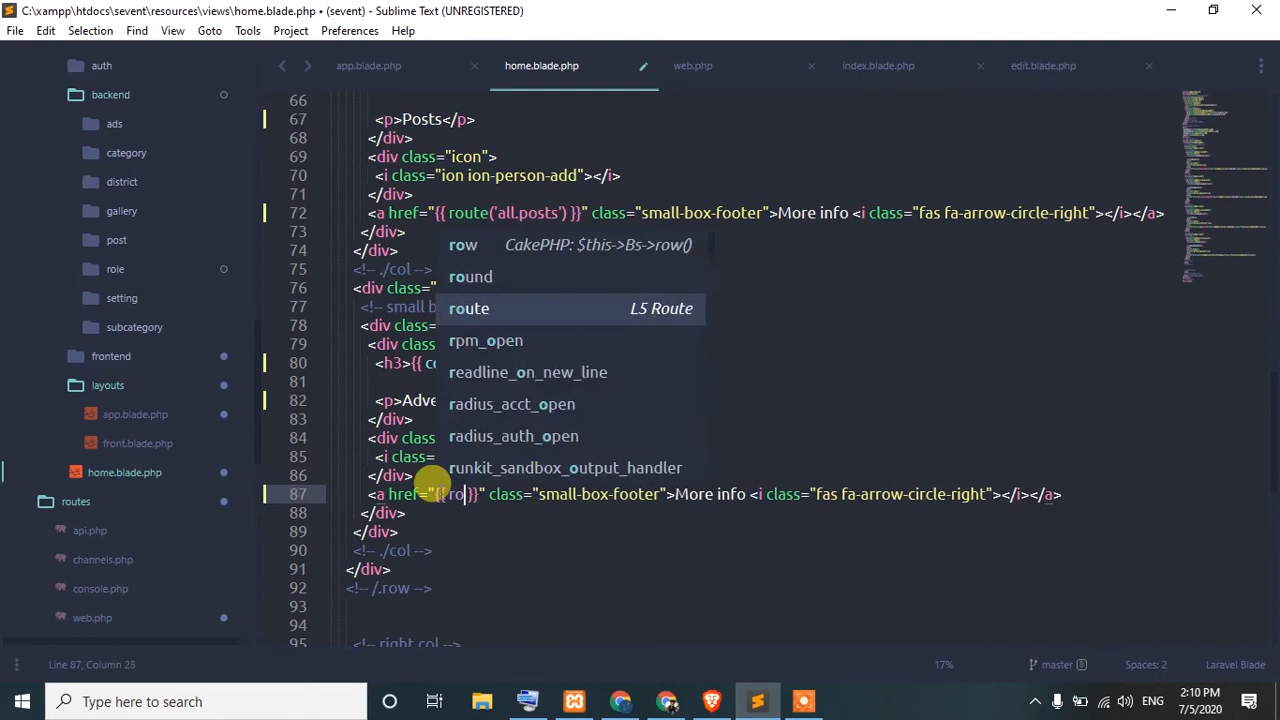 C:\xampp\htdocs\sevent\resources\views\home.blade.php • (sevent) - Sublime Text (UNREGISTERED)
File Edit Selection Find View Goto Tools Project Preferences Help
app.blade.php home.blade.php web.php index.blade.php edit.blade.php
auth
backend
ads
category
district
gallery
post
role
setting
subcategory
frontend
layouts
app.blade.php
front.blade.php
home.blade.php
routes
api.php
channels.php
console.php
web.php
66
67 <p>Posts</p>
68 </div>
69 <div class="icon">
70 <i class="ion ion-person-add"></i>
71 </div>
72 <a href="{{ route('all.posts') }}" class="small-box-footer">More info <i class="fas fa-arrow-circle-right"></i></a>
73 </div>
74 </div>
75 <!-- ./col -->
76 <div class="
77 <!-- small b
78 <div class=
79 <div class=
80 <h3>{{ co
81
82 <p>Adve
83 </div>
84 <div class=
85 <i class=
86 </div>
87 <a href="{{ ro}}" class="small-box-footer">More info <i class="fas fa-arrow-circle-right"></i></a>
88 </div>
89 </div>
90 <!-- ./col -->
91 </div>
92 <!-- /.row -->
93
94
95 <!-- right col -->
row CakePHP: $this->Bs->row()
round
route L5 Route
rpm_open
readline_on_new_line
radius_acct_open
radius_auth_open
runkit_sandbox_output_handler
Line 87, Column 23 17% master 8 Spaces: 2 Laravel Blade
Type here to search
2:10 PM
7/5/2020